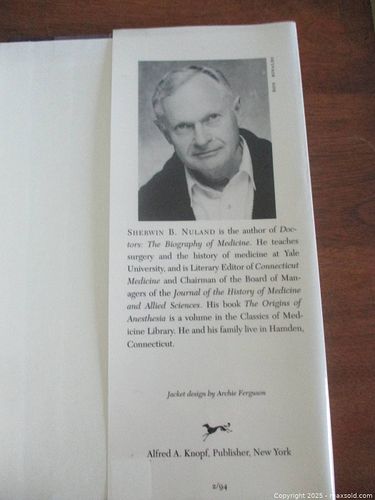 SHERWIN B. NULAND is the author of Doc-
tors: The Biography of Medicine. He teaches
surgery and the history of medicine at Yale
University, and is Literary Editor of Connecticut
Medicine and Chairman of the Board of Man-
agers of the Journal of the History of Medicine
and Allied Sciences. His book The Origins of
Anesthesia is a volume in the Classics of Med-
icine Library. He and his family live in Hamden,
Connecticut.
Jacket design by Archie Ferguson
Alfred A. Knopf, Publisher, New York
2/94
Copyright 2025 - maxsold.com